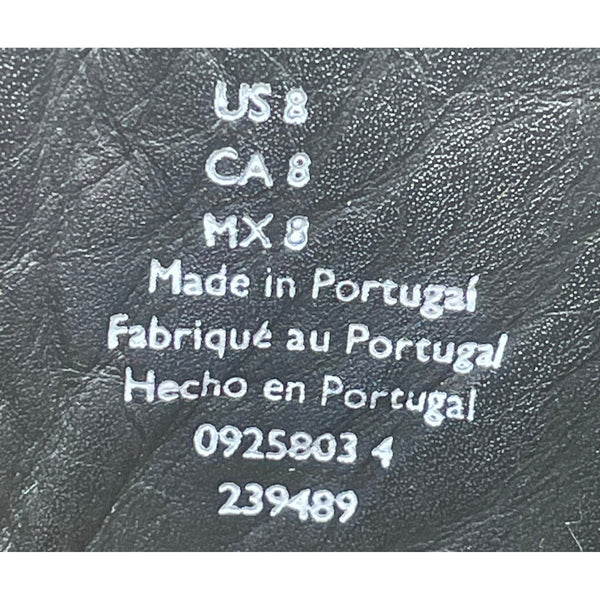 US 8
CA 8
MX 8
Made in Portugal
Fabriqué au Portugal
Hecho en Portugal
0925803 4
239489